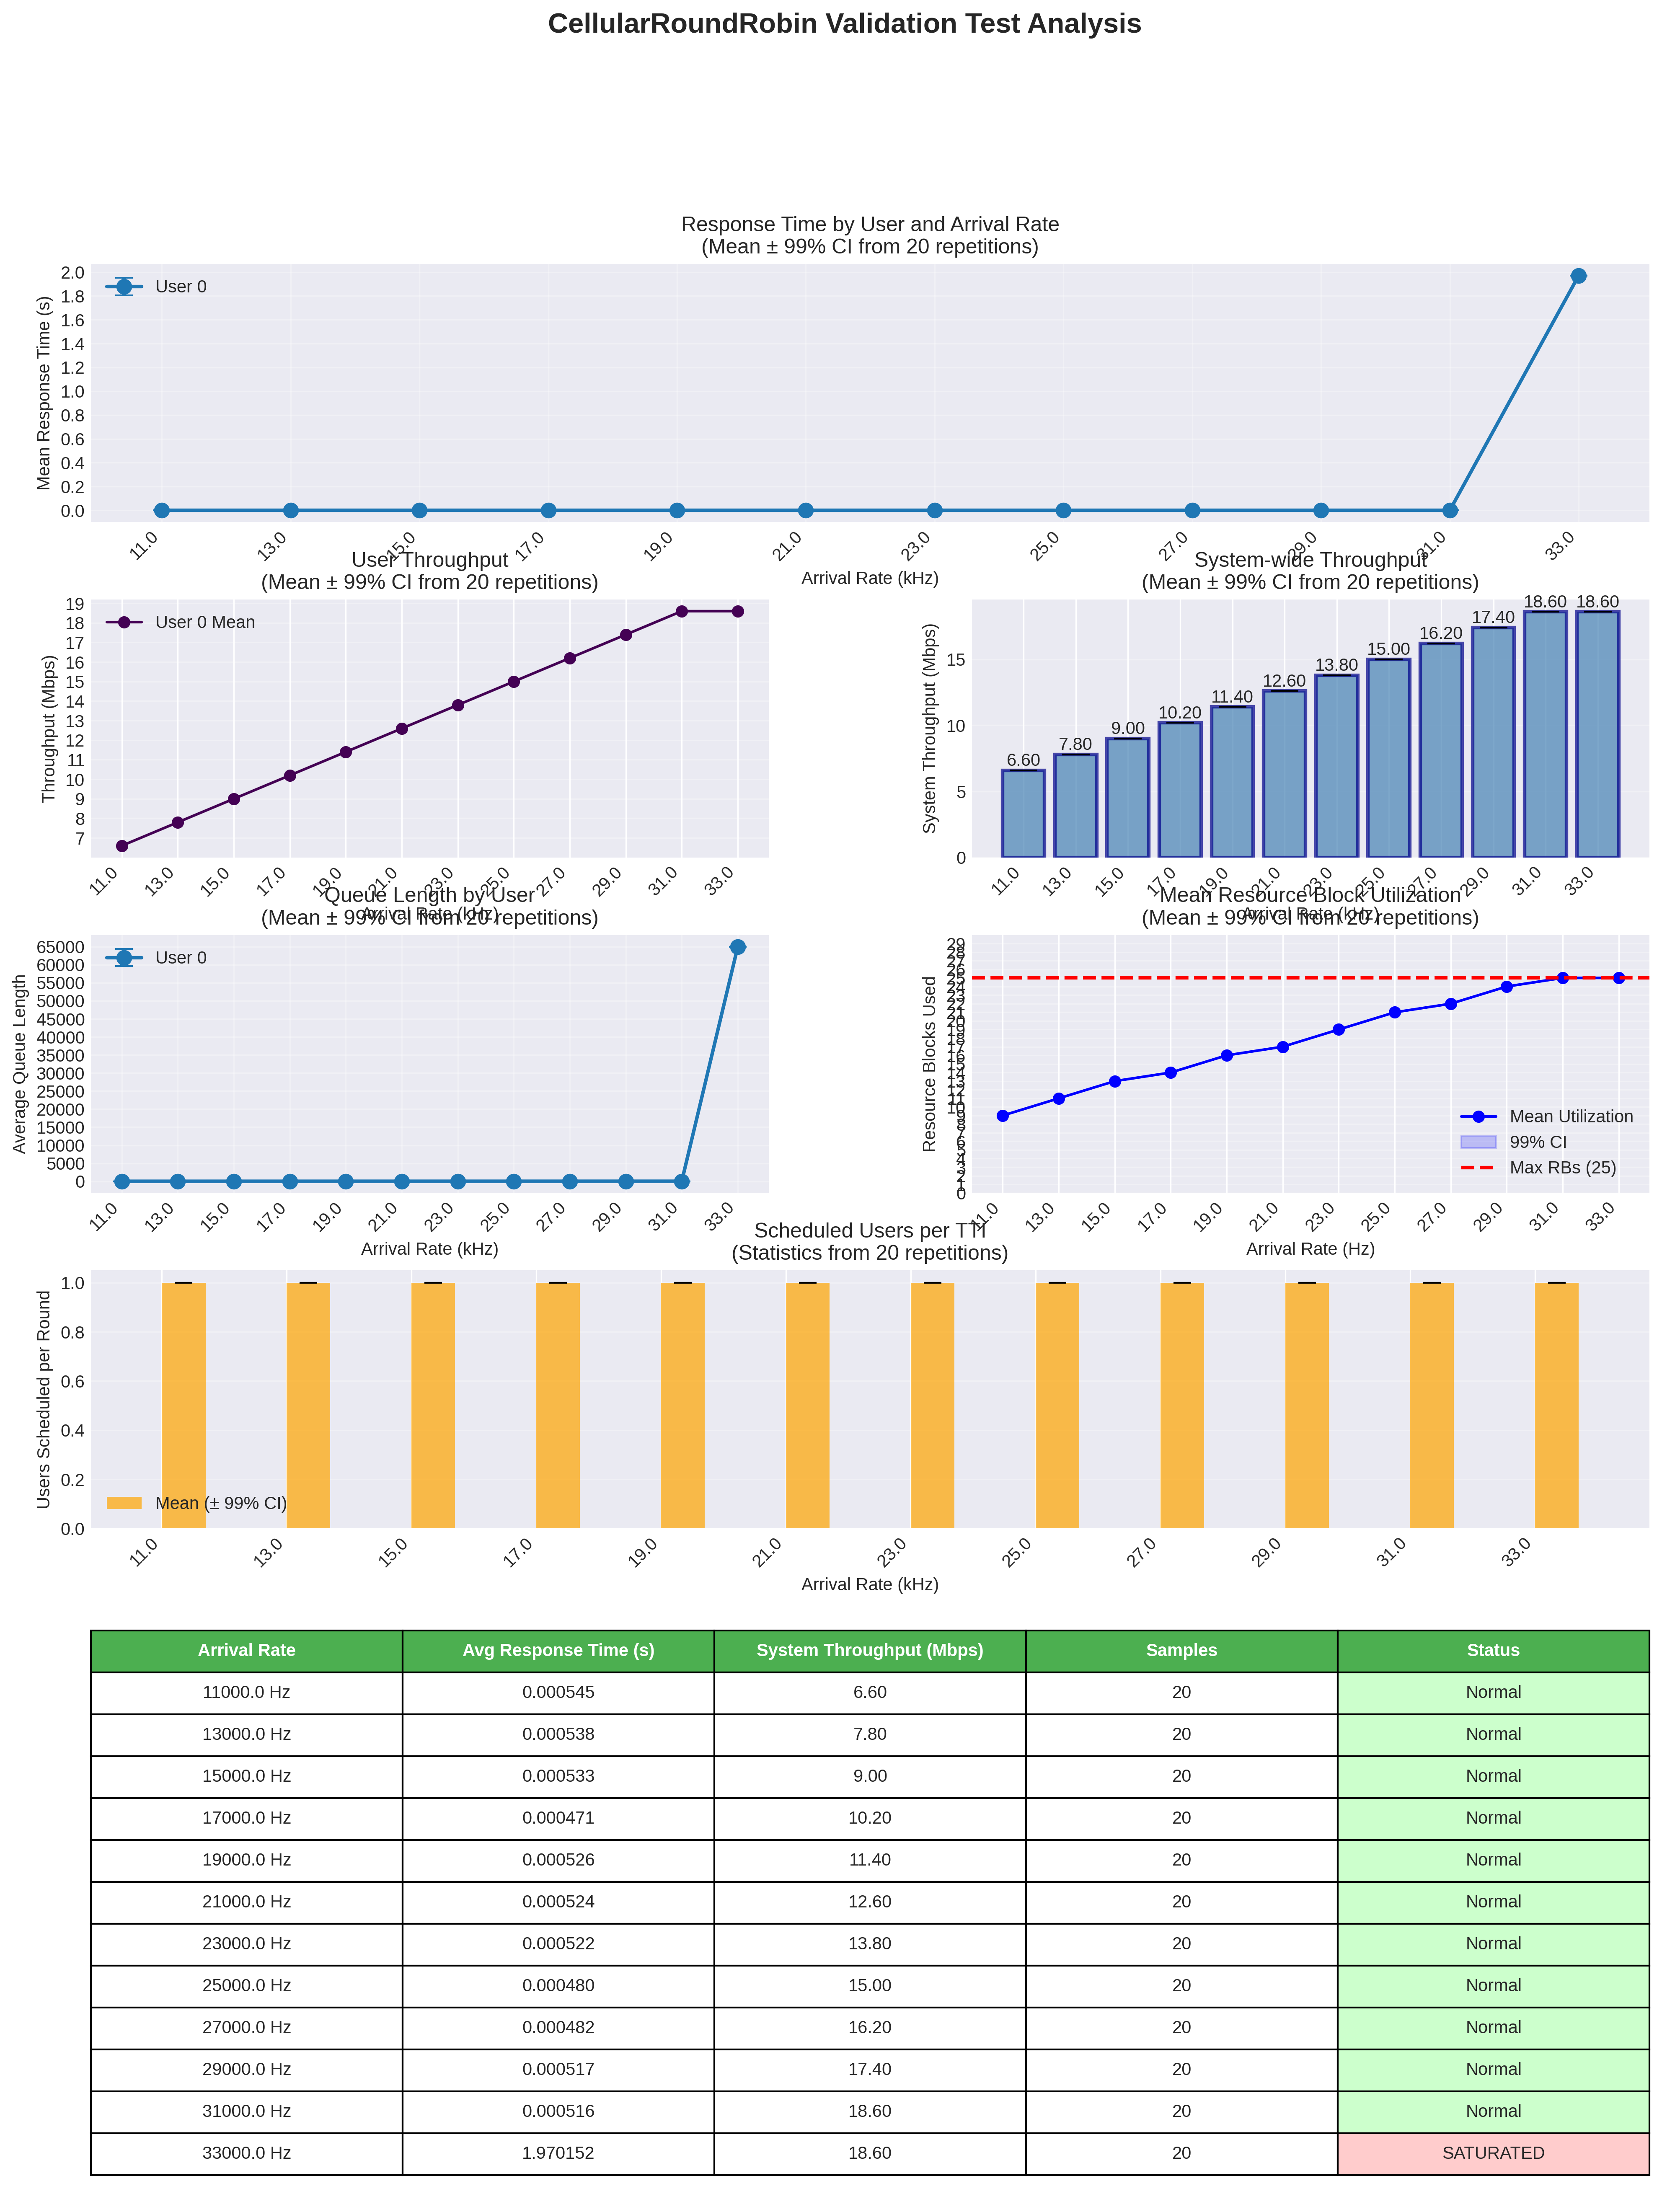 CellularRoundRobin Validation Test Analysis
Response Time by User and Arrival Rate
(Mean ± 99% CI from 20 repetitions)
Mean Response Time (s)
2.0
1.8
1.6
1.4
1.2
1.0
0.8
0.6
0.4
0.2
0.0
User 0
11.0 13.0 15.0 17.0 19.0 21.0 23.0 25.0 27.0 29.0 31.0 33.0
Arrival Rate (kHz)
User Throughput
(Mean ± 99% CI from 20 repetitions)
Throughput (Mbps)
19
18
17
16
15
14
13
12
11
10
9
8
7
User 0 Mean
11.0 13.0 15.0 17.0 19.0 21.0 23.0 25.0 27.0 29.0 31.0 33.0
Arrival Rate (kHz)
System-wide Throughput
(Mean ± 99% CI from 20 repetitions)
System Throughput (Mbps)
15
10
5
0
6.60 7.80 9.00 10.20 11.40 12.60 13.80 15.00 16.20 17.40 18.60 18.60
11.0 13.0 15.0 17.0 19.0 21.0 23.0 25.0 27.0 29.0 31.0 33.0
Arrival Rate (kHz)
Queue Length by User
(Mean ± 99% CI from 20 repetitions)
Average Queue Length
65000
60000
55000
50000
45000
40000
35000
30000
25000
20000
15000
10000
5000
0
User 0
11.0 13.0 15.0 17.0 19.0 21.0 23.0 25.0 27.0 29.0 31.0 33.0
Arrival Rate (kHz)
Mean Resource Block Utilization
(Mean ± 99% CI from 20 repetitions)
Resource Blocks Used
29
28
27
26
25
24
23
22
21
20
19
18
17
16
15
14
13
12
11
10
9
8
7
6
5
4
3
2
1
0
Mean Utilization
99% CI
Max RBs (25)
11.0 13.0 15.0 17.0 19.0 21.0 23.0 25.0 27.0 29.0 31.0 33.0
Arrival Rate (Hz)
Scheduled Users per TTI
(Statistics from 20 repetitions)
Users Scheduled per Round
1.0
0.8
0.6
0.4
0.2
0.0
Mean (± 99% CI)
11.0 13.0 15.0 17.0 19.0 21.0 23.0 25.0 27.0 29.0 31.0 33.0
Arrival Rate (kHz)
Arrival Rate Avg Response Time (s) System Throughput (Mbps) Samples Status
11000.0 Hz 0.000545 6.60 20 Normal
13000.0 Hz 0.000538 7.80 20 Normal
15000.0 Hz 0.000533 9.00 20 Normal
17000.0 Hz 0.000471 10.20 20 Normal
19000.0 Hz 0.000526 11.40 20 Normal
21000.0 Hz 0.000524 12.60 20 Normal
23000.0 Hz 0.000522 13.80 20 Normal
25000.0 Hz 0.000480 15.00 20 Normal
27000.0 Hz 0.000482 16.20 20 Normal
29000.0 Hz 0.000517 17.40 20 Normal
31000.0 Hz 0.000516 18.60 20 Normal
33000.0 Hz 1.970152 18.60 20 SATURATED